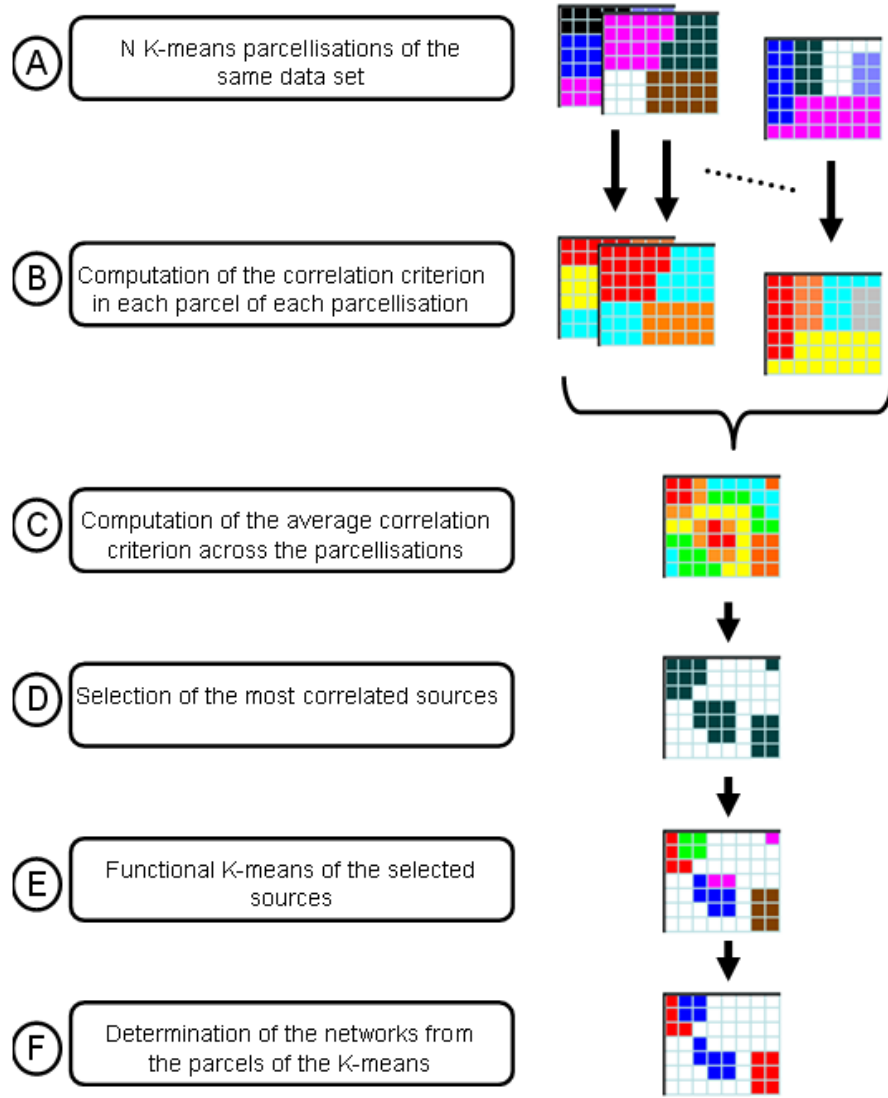 A
N K-means parcellisations of the
same data set
B
Computation of the correlation criterion
in each parcel of each parcellisation
C
Computation of the average correlation
criterion across the parcellisations
D
Selection of the most correlated sources
E
Functional K-means of the selected
sources
F
Determination of the networks from
the parcels of the K-means